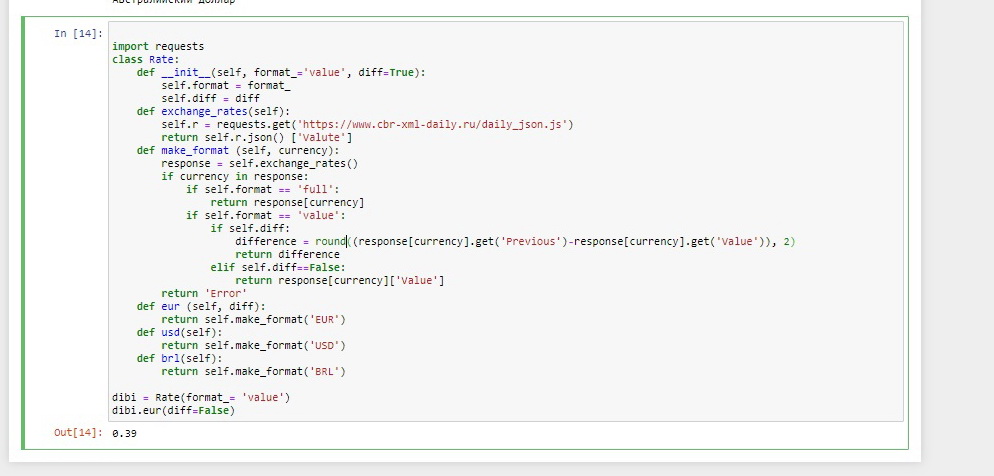 Австралийский доллар
In [14]:
import requests
class Rate:
    def __init__(self, format_='value', diff=True):
        self.format = format_
        self.diff = diff
    def exchange_rates(self):
        self.r = requests.get('https://www.cbr-xml-daily.ru/daily_json.js')
        return self.r.json() ['Valute']
    def make_format (self, currency):
        response = self.exchange_rates()
        if currency in response:
            if self.format == 'full':
                return response[currency]
            if self.format == 'value':
                if self.diff:
                    difference = round((response[currency].get('Previous')-response[currency].get('Value')), 2)
                    return difference
                elif self.diff==False:
                    return response[currency]['Value']
        return 'Error'
    def eur (self, diff):
        return self.make_format('EUR')
    def usd(self):
        return self.make_format('USD')
    def brl(self):
        return self.make_format('BRL')
dibi = Rate(format_= 'value')
dibi.eur(diff=False)
Out[14]: 0.39